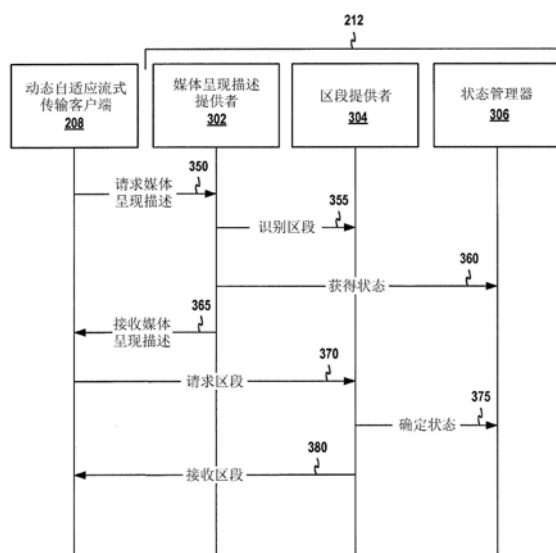 212
动态自适应流式
传输客户端
208
媒体呈现描述
提供者
302
区段提供者
304
状态管理器
306
350
请求媒体
呈现描述
355
识别区段
360
获得状态
365
接收媒体
呈现描述
370
请求区段
375
确定状态
380
接收区段